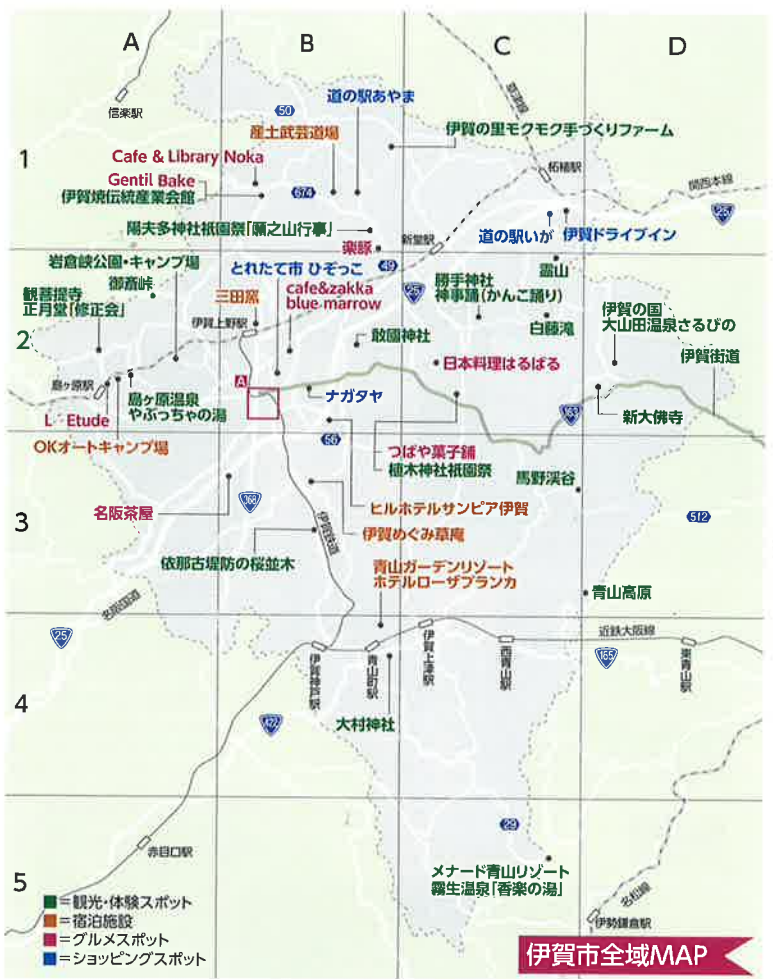 A
B
C
D
1
2
3
4
5
信楽駅
50
道の駅あやま
産土武芸道場
伊賀の里モクモク手づくりファーム
Cafe & Library Noka
Gentil Bake
伊賀焼伝統産業会館
674
柘植駅
関西本線
25
陽夫多神社祇園祭「願之山行事」
楽豚
新堂駅
道の駅いが
伊賀ドライブイン
岩倉峡公園・キャンプ場
御斎峠
観菩提寺
正月堂「修正会」
とれたて市 ひぞっこ
49
cafe&zakka
blue marrow
三田窯
伊賀上野駅
25
勝手神社
神事踊(かんこ踊り)
霊山
白藤滝
敢國神社
伊賀の国
大山田温泉さるびの
伊賀街道
日本料理はるばる
島ヶ原駅
島ヶ原温泉
やぶっちゃの湯
A
ナガタヤ
新大佛寺
L’Etude
OKオートキャンプ場
163
56
つばや菓子舗
植木神社祇園祭
馬野渓谷
名阪茶屋
368
ヒルホテルサンピア伊賀
512
伊賀鉄道
伊賀めぐみ草庵
依那古堤防の桜並木
青山ガーデンリゾート
ホテルローザブランカ
青山高原
名阪国道
25
伊賀神戸駅
青山町駅
伊賀上津駅
西青山駅
近鉄大阪線
165
東青山駅
422
大村神社
29
赤目口駅
メナード青山リゾート
霧生温泉「香楽の湯」
名松線
伊勢鎌倉駅
=観光・体験スポット
=宿泊施設
=グルメスポット
=ショッピングスポット
伊賀市全域MAP